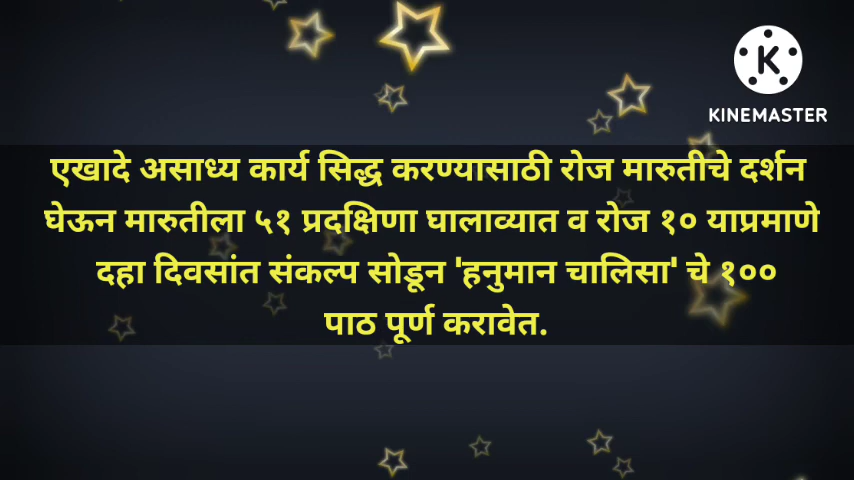 KINEMASTER
एखादे असाध्य कार्य सिद्ध करण्यासाठी रोज मारुतीचे दर्शन
घेऊन मारुतीला ५१ प्रदक्षिणा घालाव्यात व रोज १० याप्रमाणे
दहा दिवसांत संकल्प सोडून 'हनुमान चालिसा' चे १००
पाठ पूर्ण करावेत.